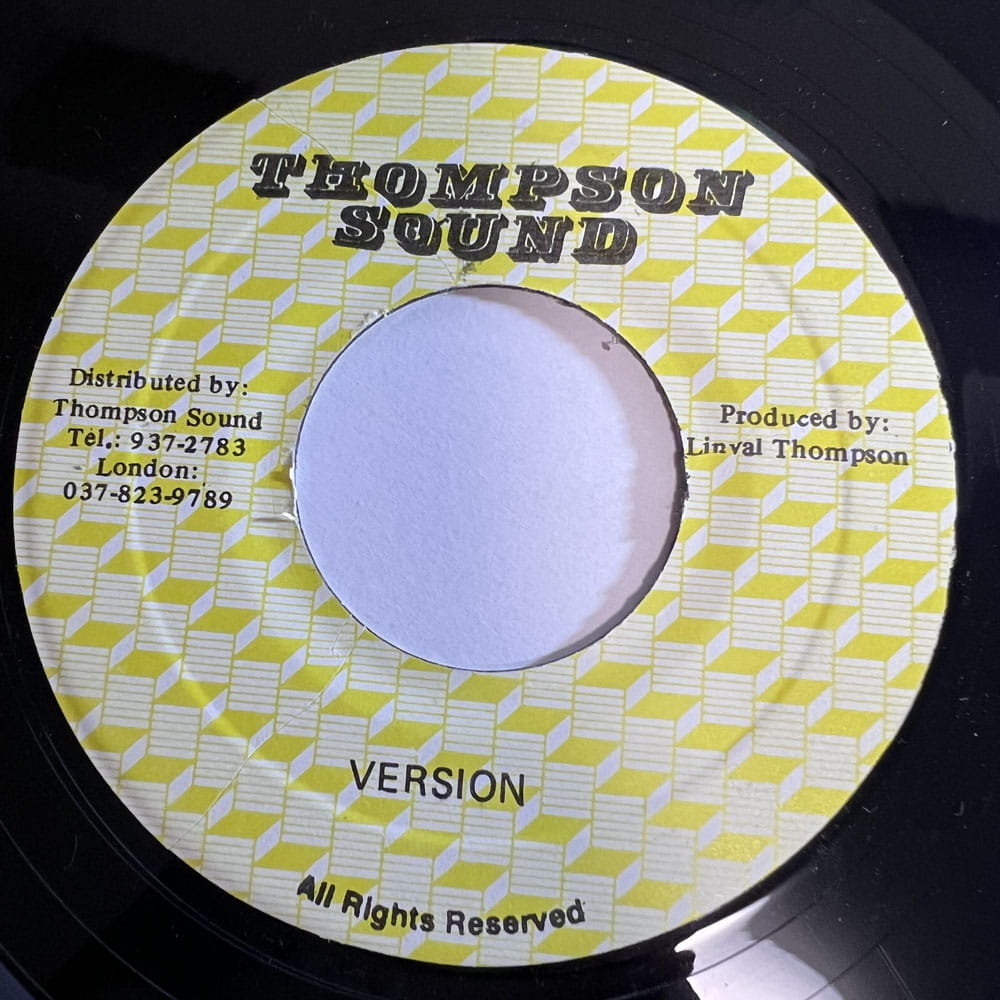 THOMPSON
SOUND
Distributed by:
Thompson Sound
Tel.: 937-2783
London:
037-823-9789
Produced by:
Linval Thompson
VERSION
All Rights Reserved